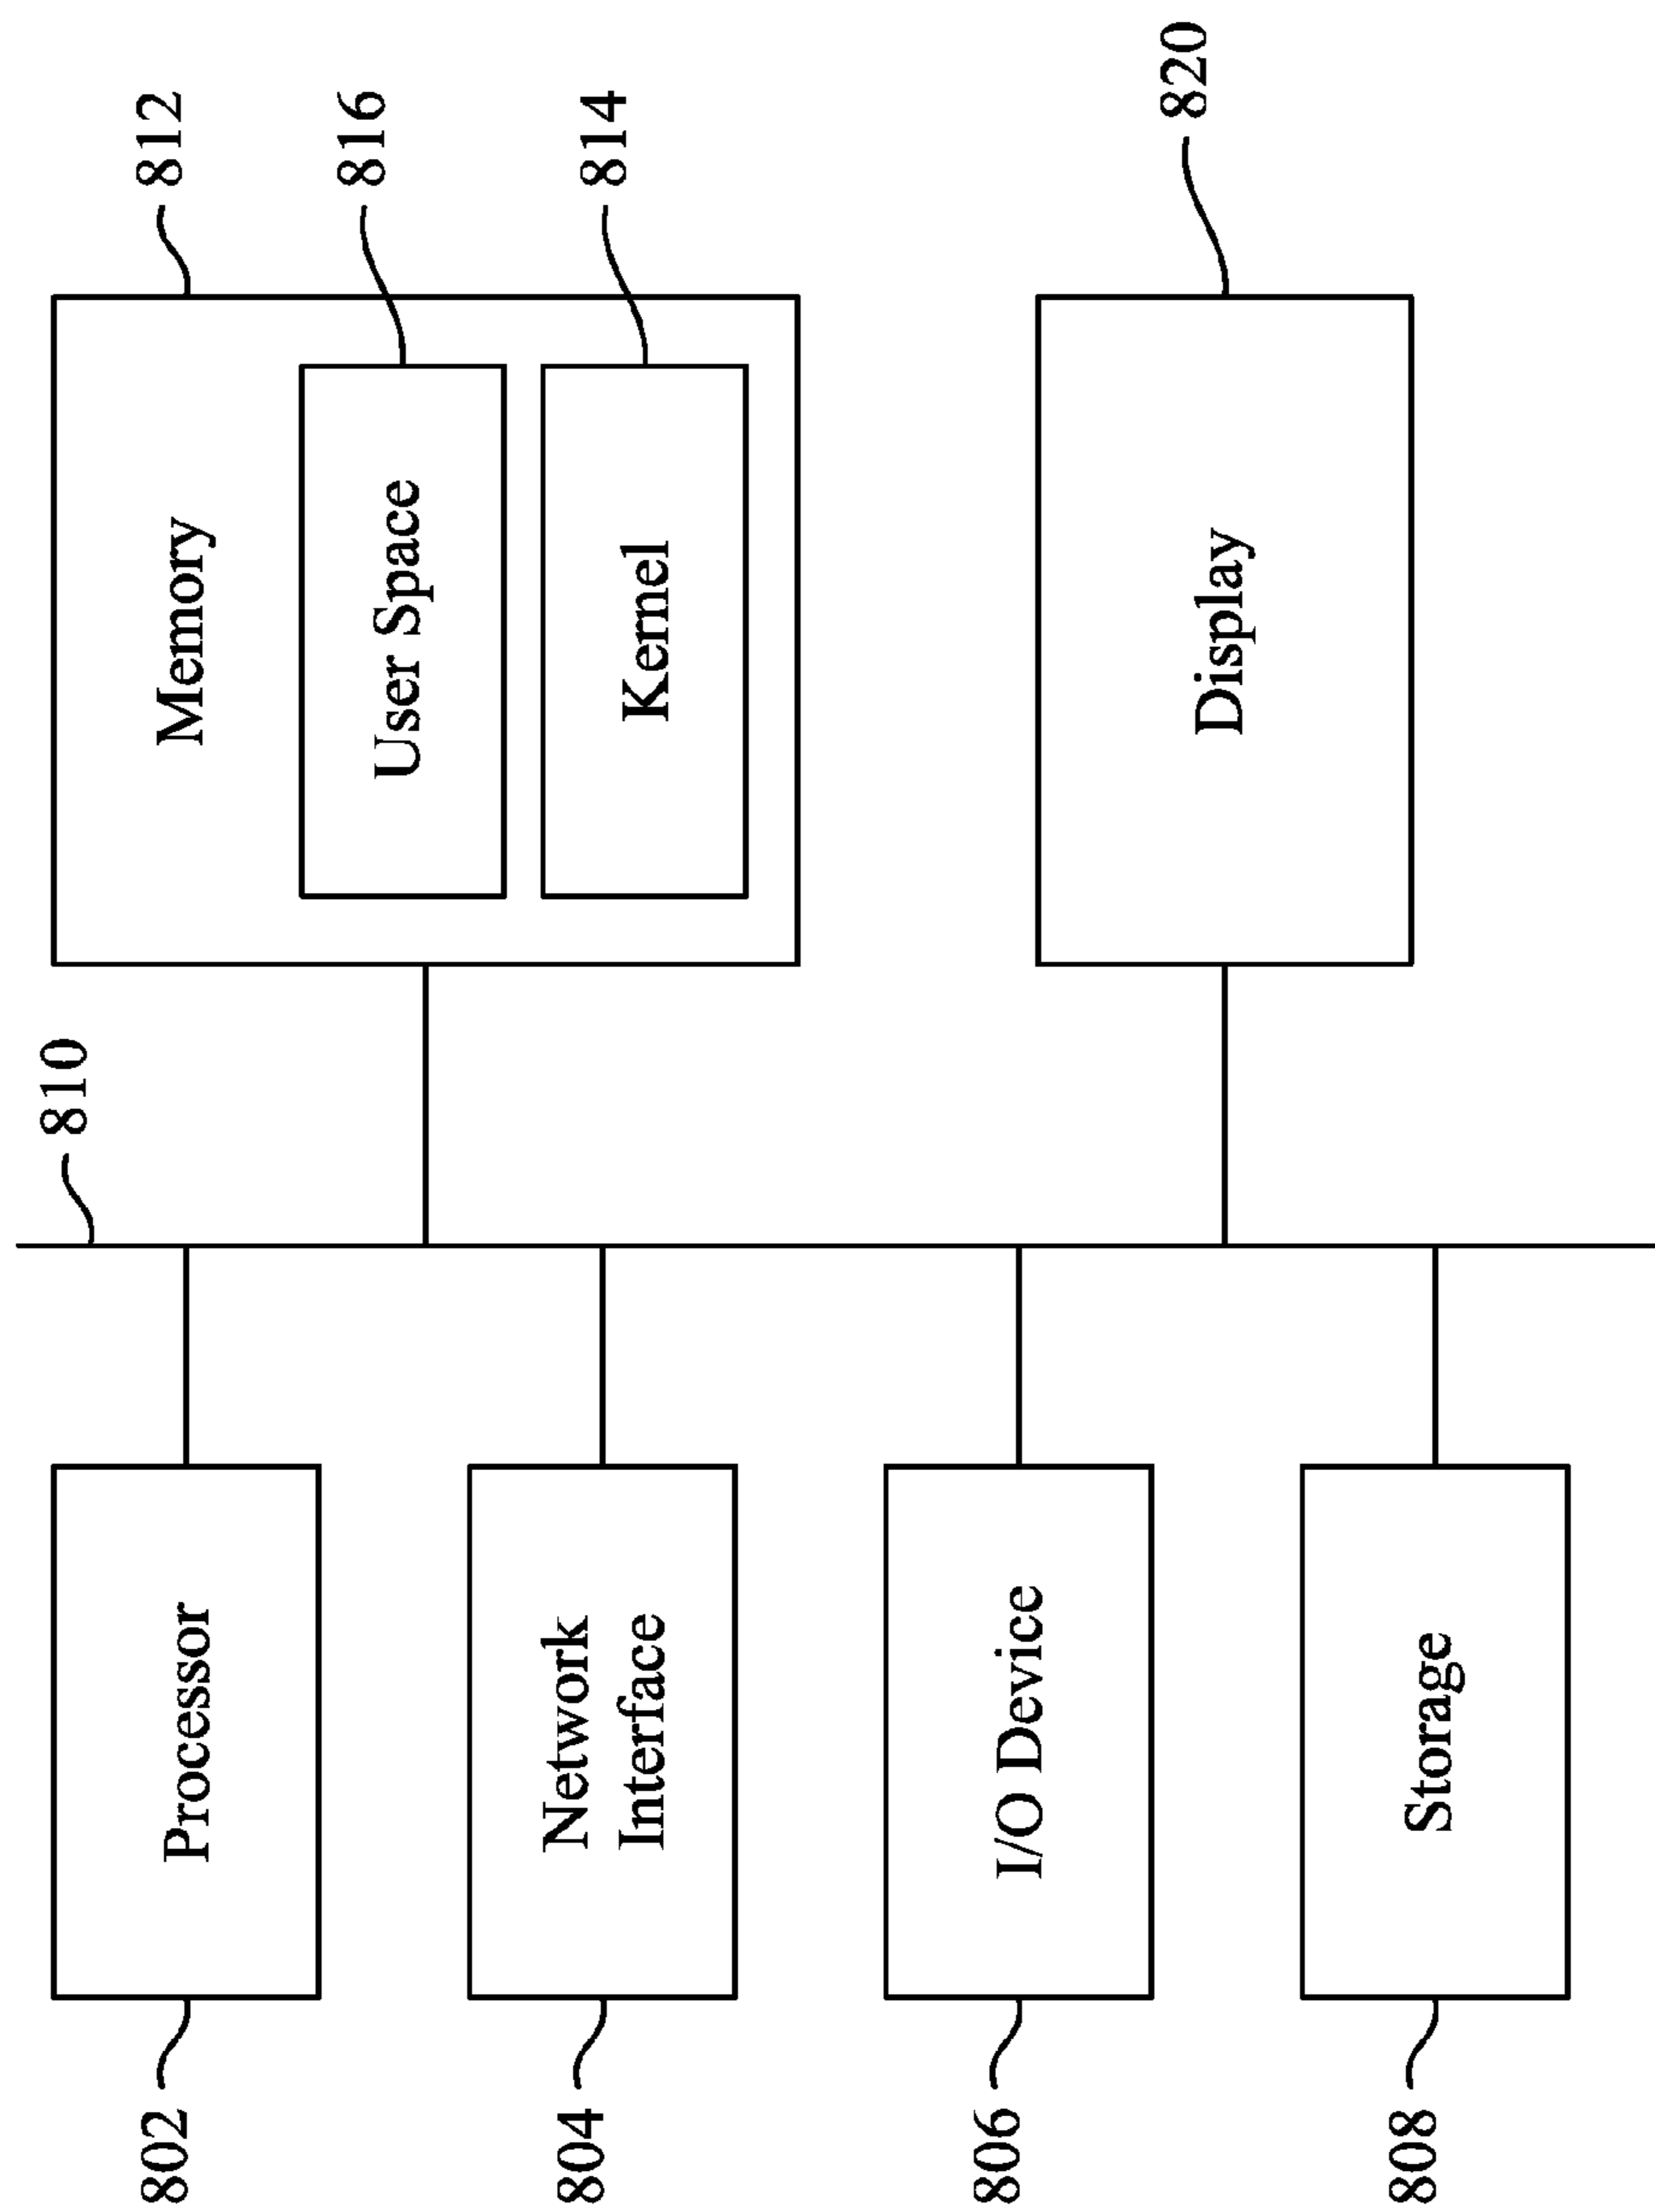 812
Memory
816
User Space
814
Kernel
820
Display
810
802
Processor
804
Network
Interface
806
I/O Device
808
Storage